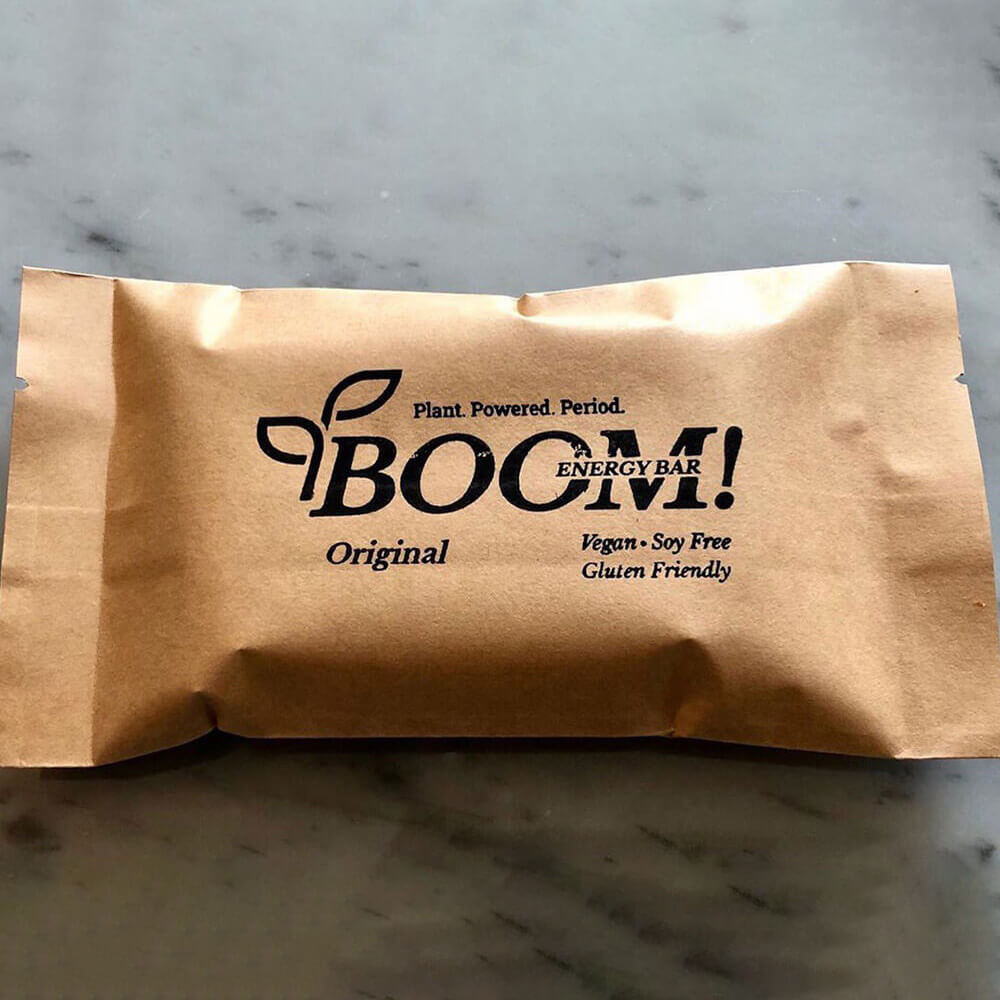 Plant. Powered. Period.
BOOM!
ENERGY BAR
Original
Vegan • Soy Free
Gluten Friendly